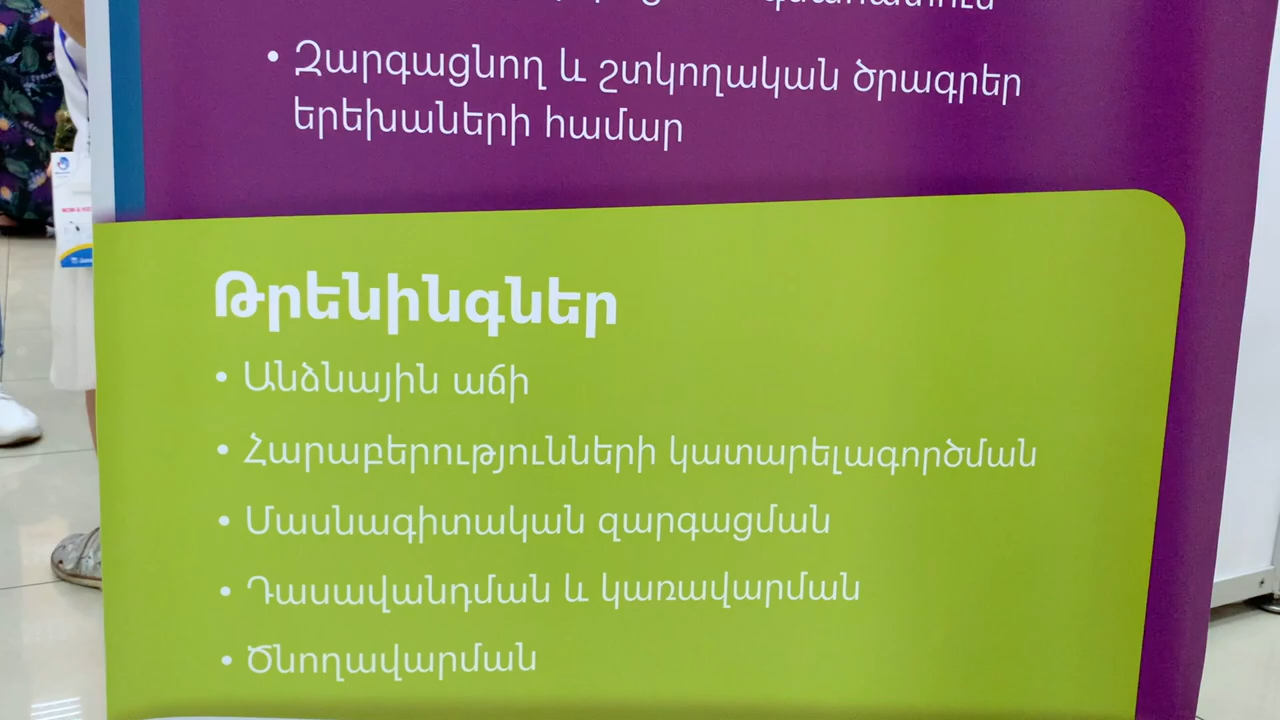 • Զարգացնող և շտկողական ծրագրեր
երեխաների համար
Թրենինգներ
• Անձնային աճի
• Հարաբերությունների կատարելագործման
• Մասնագիտական զարգացման
• Դասավանդման և կառավարման
• Ծնողավարման